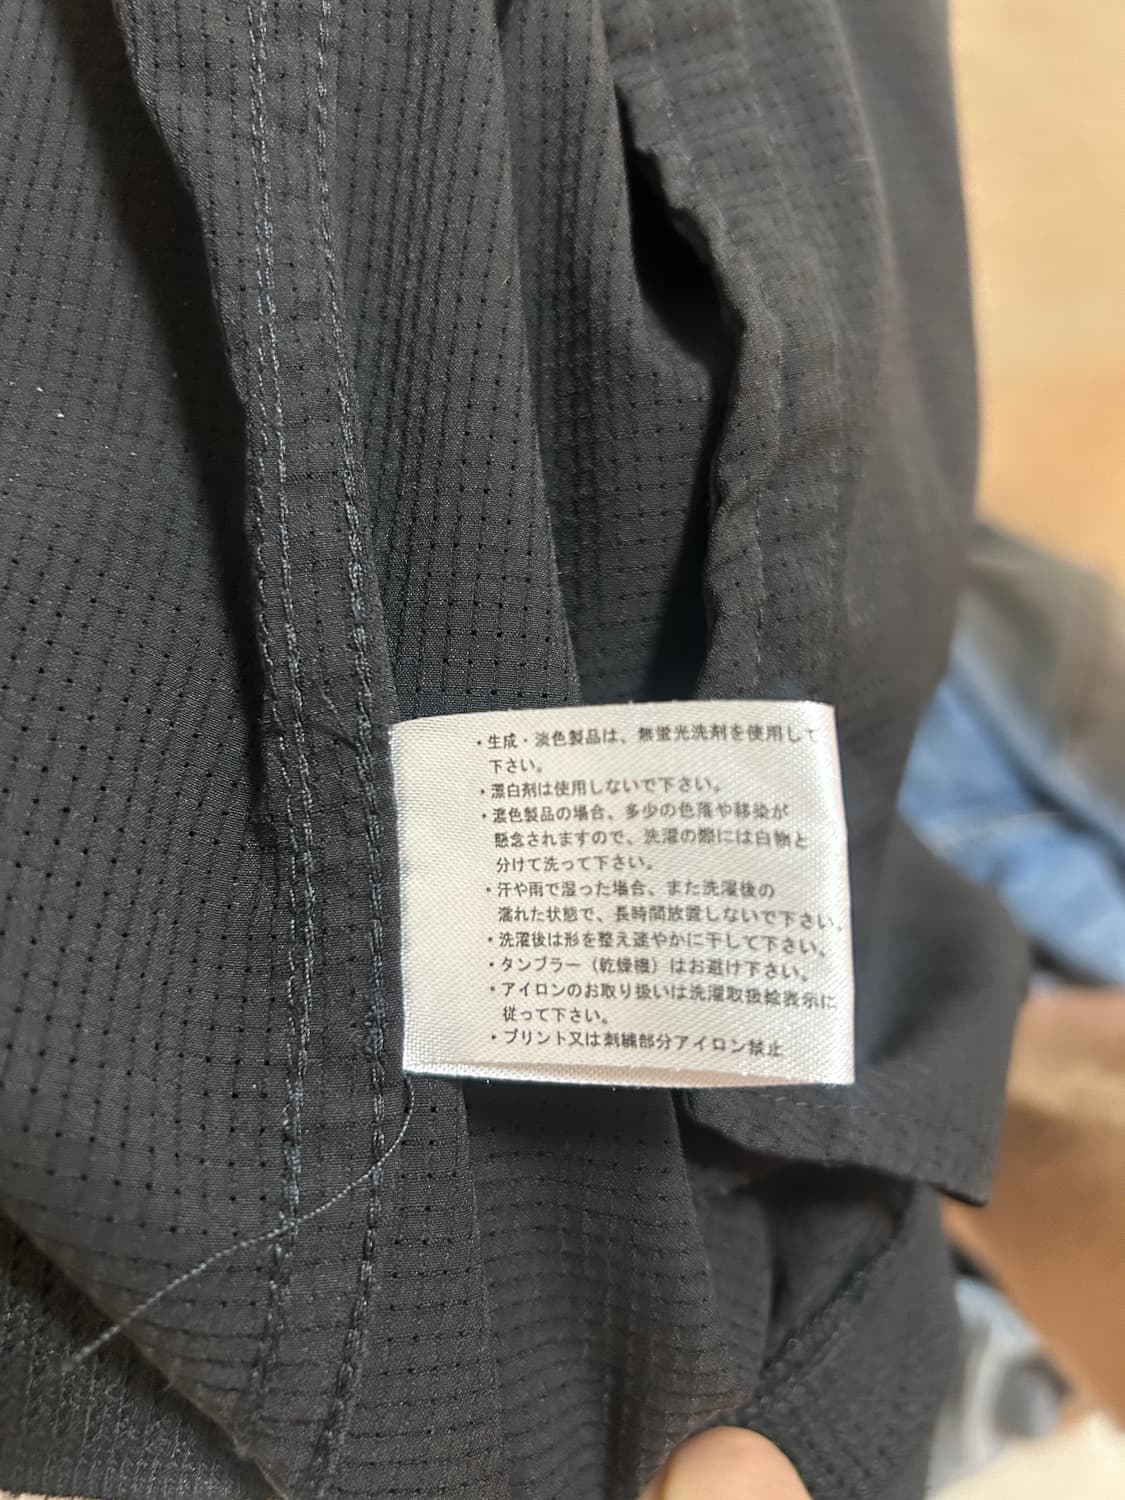 ・生成・淡色製品は、無蛍光洗剤を使用して
下さい。
・漂白剤は使用しないで下さい。
・濃色製品の場合、多少の色落や移染が
懸念されますので、洗濯の際には白物と
分けて洗って下さい。
・汗や雨で湿った場合、また洗濯後の
濡れた状態で、長時間放置しないで下さい。
・洗濯後は形を整え速やかに干して下さい。
・タンブラー（乾燥機）はお避け下さい。
・アイロンのお取り扱いは洗濯取扱絵表示に
従って下さい。
・プリント又は刺繍部分アイロン禁止